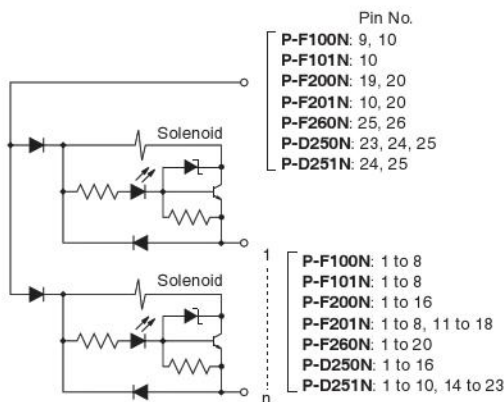 Pin No.
P-F100N: 9, 10
P-F101N: 10
P-F200N: 19, 20
P-F201N: 10, 20
P-F260N: 25, 26
P-D250N: 23, 24, 25
P-D251N: 24, 25
Solenoid
1
Solenoid
P-F100N: 1 to 8
P-F101N: 1 to 8
P-F200N: 1 to 16
P-F201N: 1 to 8, 11 to 18
P-F260N: 1 to 20
P-D250N: 1 to 16
P-D251N: 1 to 10, 14 to 23
n